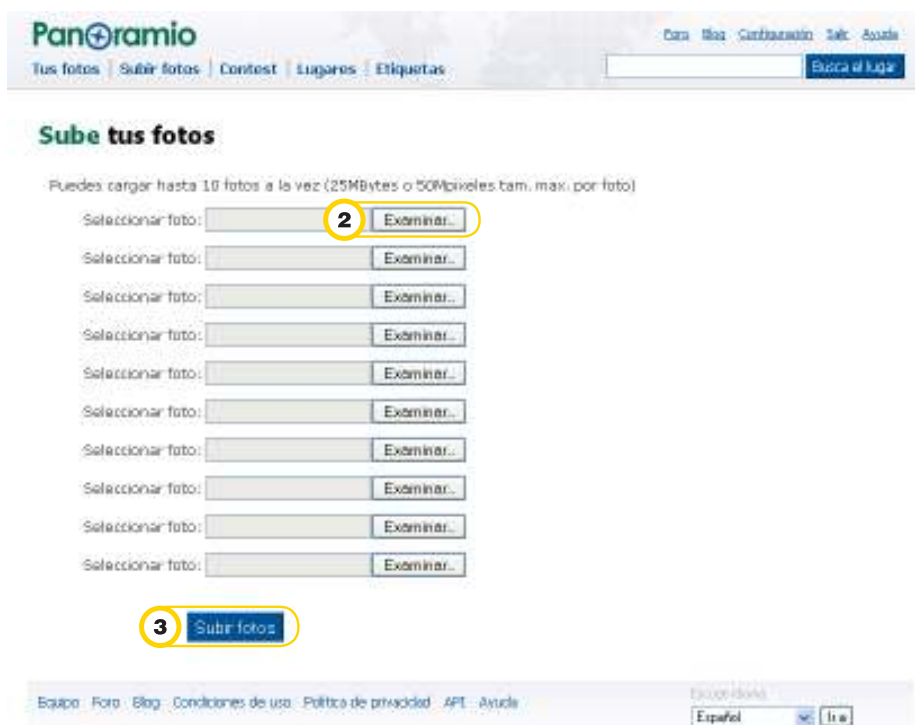 Panoramio
Foro Blog Configuración Salir Ayuda
Tus fotos | Subir fotos | Contest | Lugares | Etiquetas
Busca el lugar
Sube tus fotos
Puedes cargar hasta 10 fotos a la vez (25MBytes o 50Mpixeles tam. max. por foto)
Seleccionar foto: 2 Examinar..
Seleccionar foto: Examinar..
Seleccionar foto: Examinar..
Seleccionar foto: Examinar..
Seleccionar foto: Examinar..
Seleccionar foto: Examinar..
Seleccionar foto: Examinar..
Seleccionar foto: Examinar..
Seleccionar foto: Examinar..
Seleccionar foto: Examinar..
3 Subir fotos
Equipo Foro Blog Condiciones de uso Política de privacidad API Ayuda
Español Ir a